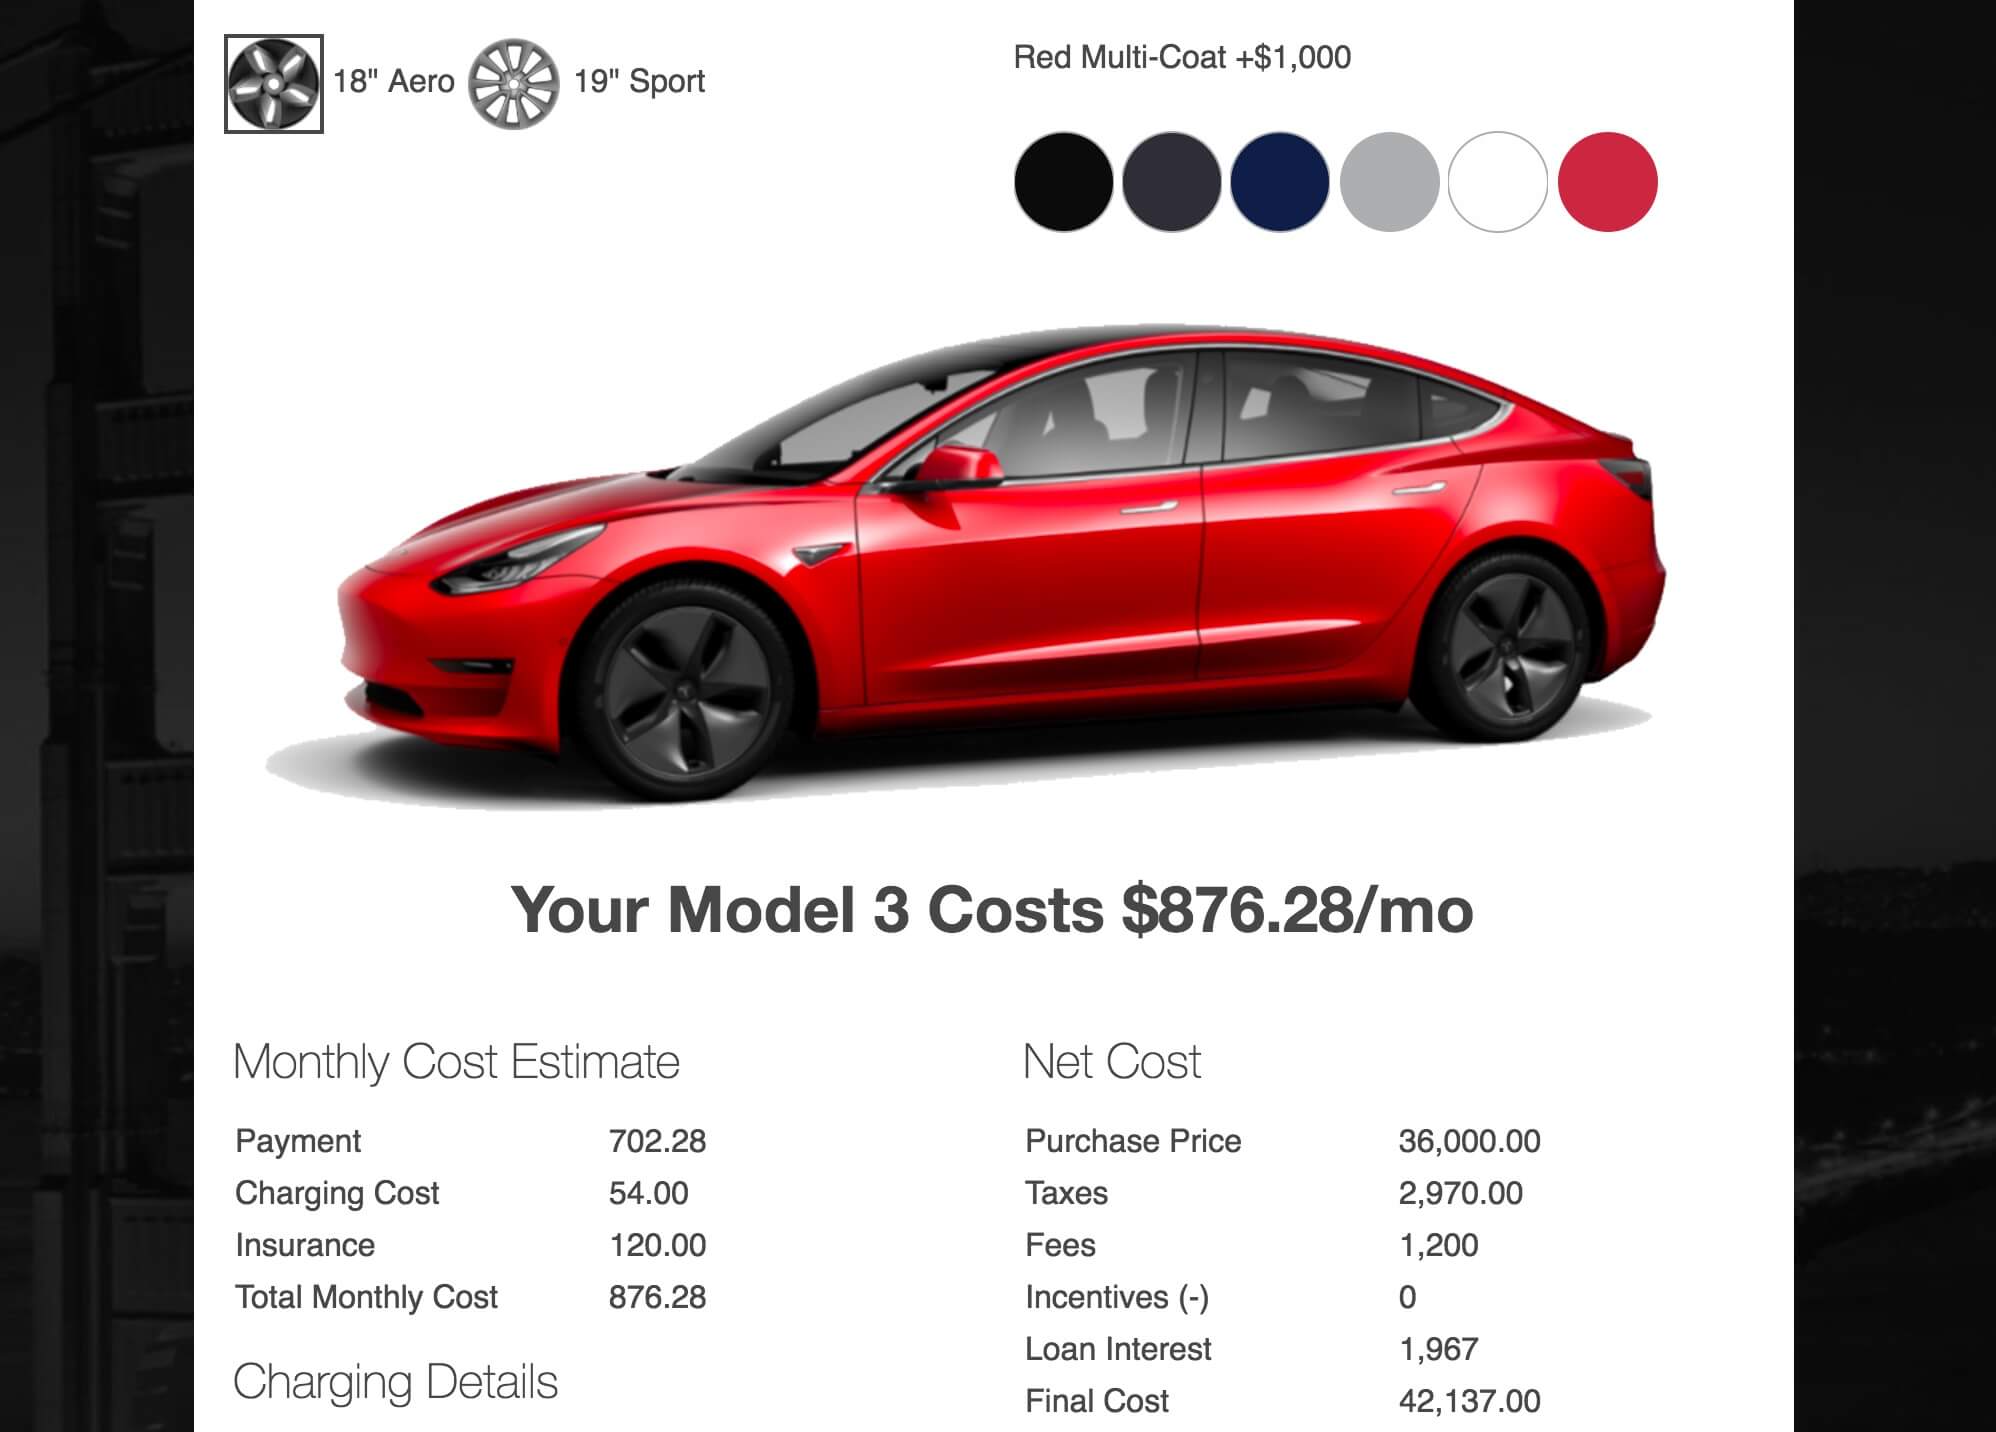 18" Aero
19" Sport
Red Multi-Coat +$1,000
Your Model 3 Costs $876.28/mo
Monthly Cost Estimate
Payment 702.28
Charging Cost 54.00
Insurance 120.00
Total Monthly Cost 876.28
Charging Details
Net Cost
Purchase Price 36,000.00
Taxes 2,970.00
Fees 1,200
Incentives (-) 0
Loan Interest 1,967
Final Cost 42,137.00